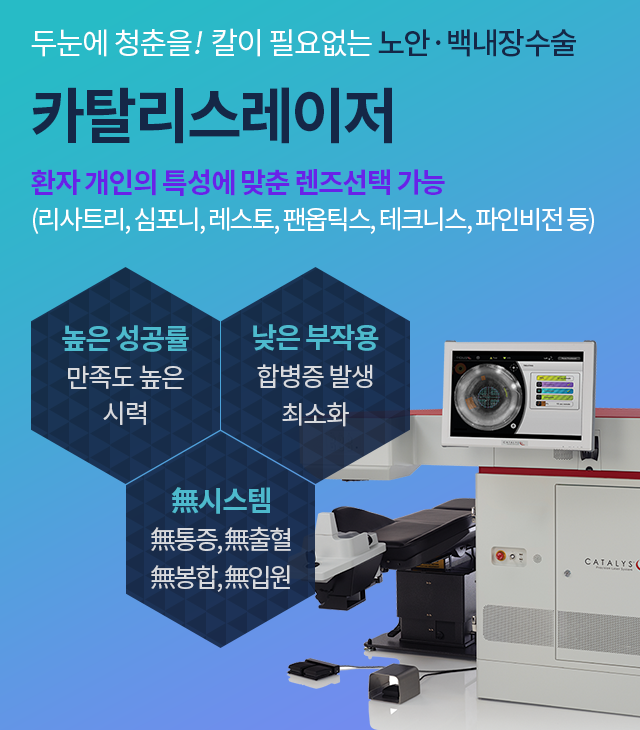 두눈에 청춘을! 칼이 필요없는 노안·백내장수술
카탈리스레이저
환자 개인의 특성에 맞춘 렌즈선택 가능
(리사트리, 심포니, 레스토, 팬옵틱스, 테크니스, 파인비전 등)
높은 성공률
만족도 높은
시력
낮은 부작용
합병증 발생
최소화
無시스템
無통증,無출혈
無봉합,無입원
CATALYS